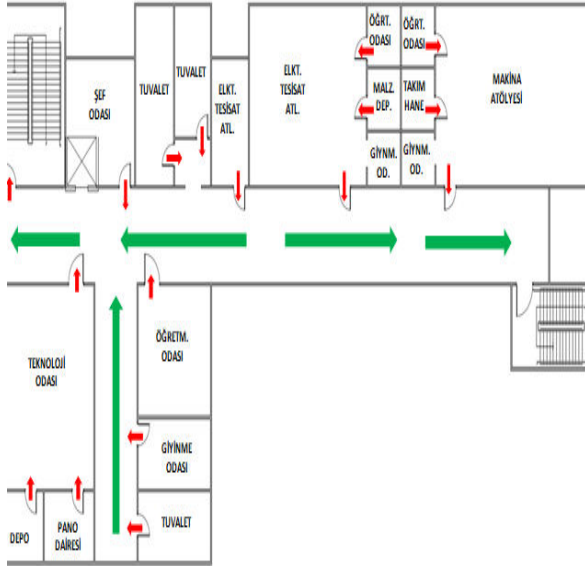 ÖĞRT.
ODASI
ÖĞRT.
ODASI
TUVALET
ELKT.
TESİSAT
ATL.
ELKT.
TESİSAT
ATL.
MAKİNA
ATÖLYESİ
ŞEF
ODASI
TUVALET
MALZ.
DEP.
TAKIM
HANE
GİYNM.
OD.
GİYNM.
OD.
TEKNOLOJİ
ODASI
ÖĞRETM.
ODASI
GİYİNME
ODASI
TUVALET
DEPO
PANO
DAİRESİ